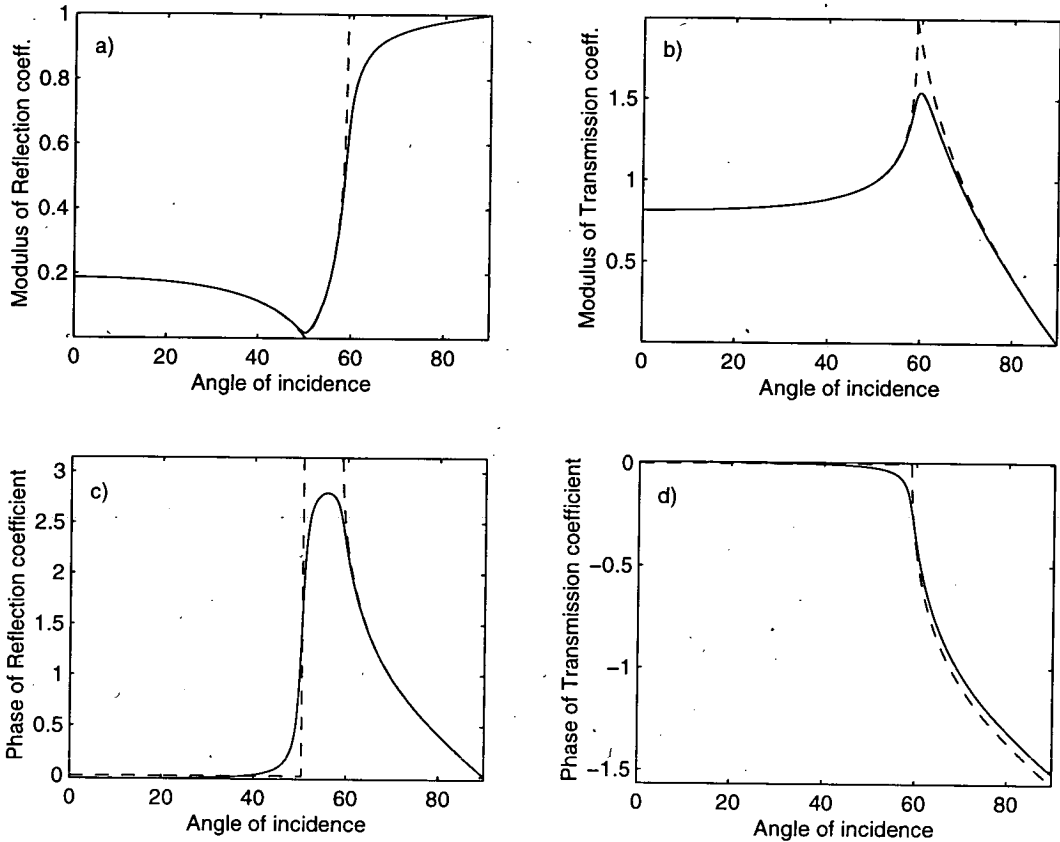 a)
Modulus of Reflection coeff.
1
0.8
0.6
0.4
0.2
0 20 40 60 80
Angle of incidence
b)
Modulus of Transmission coeff.
1.5
1
0.5
0 20 40 60 80
Angle of incidence
c)
Phase of Reflection coefficient
3
2.5
2
1.5
1
0.5
0
0 20 40 60 80
Angle of incidence
d)
Phase of Transmission coefficient
0
−0.5
−1
−1.5
0 20 40 60 80
Angle of incidence